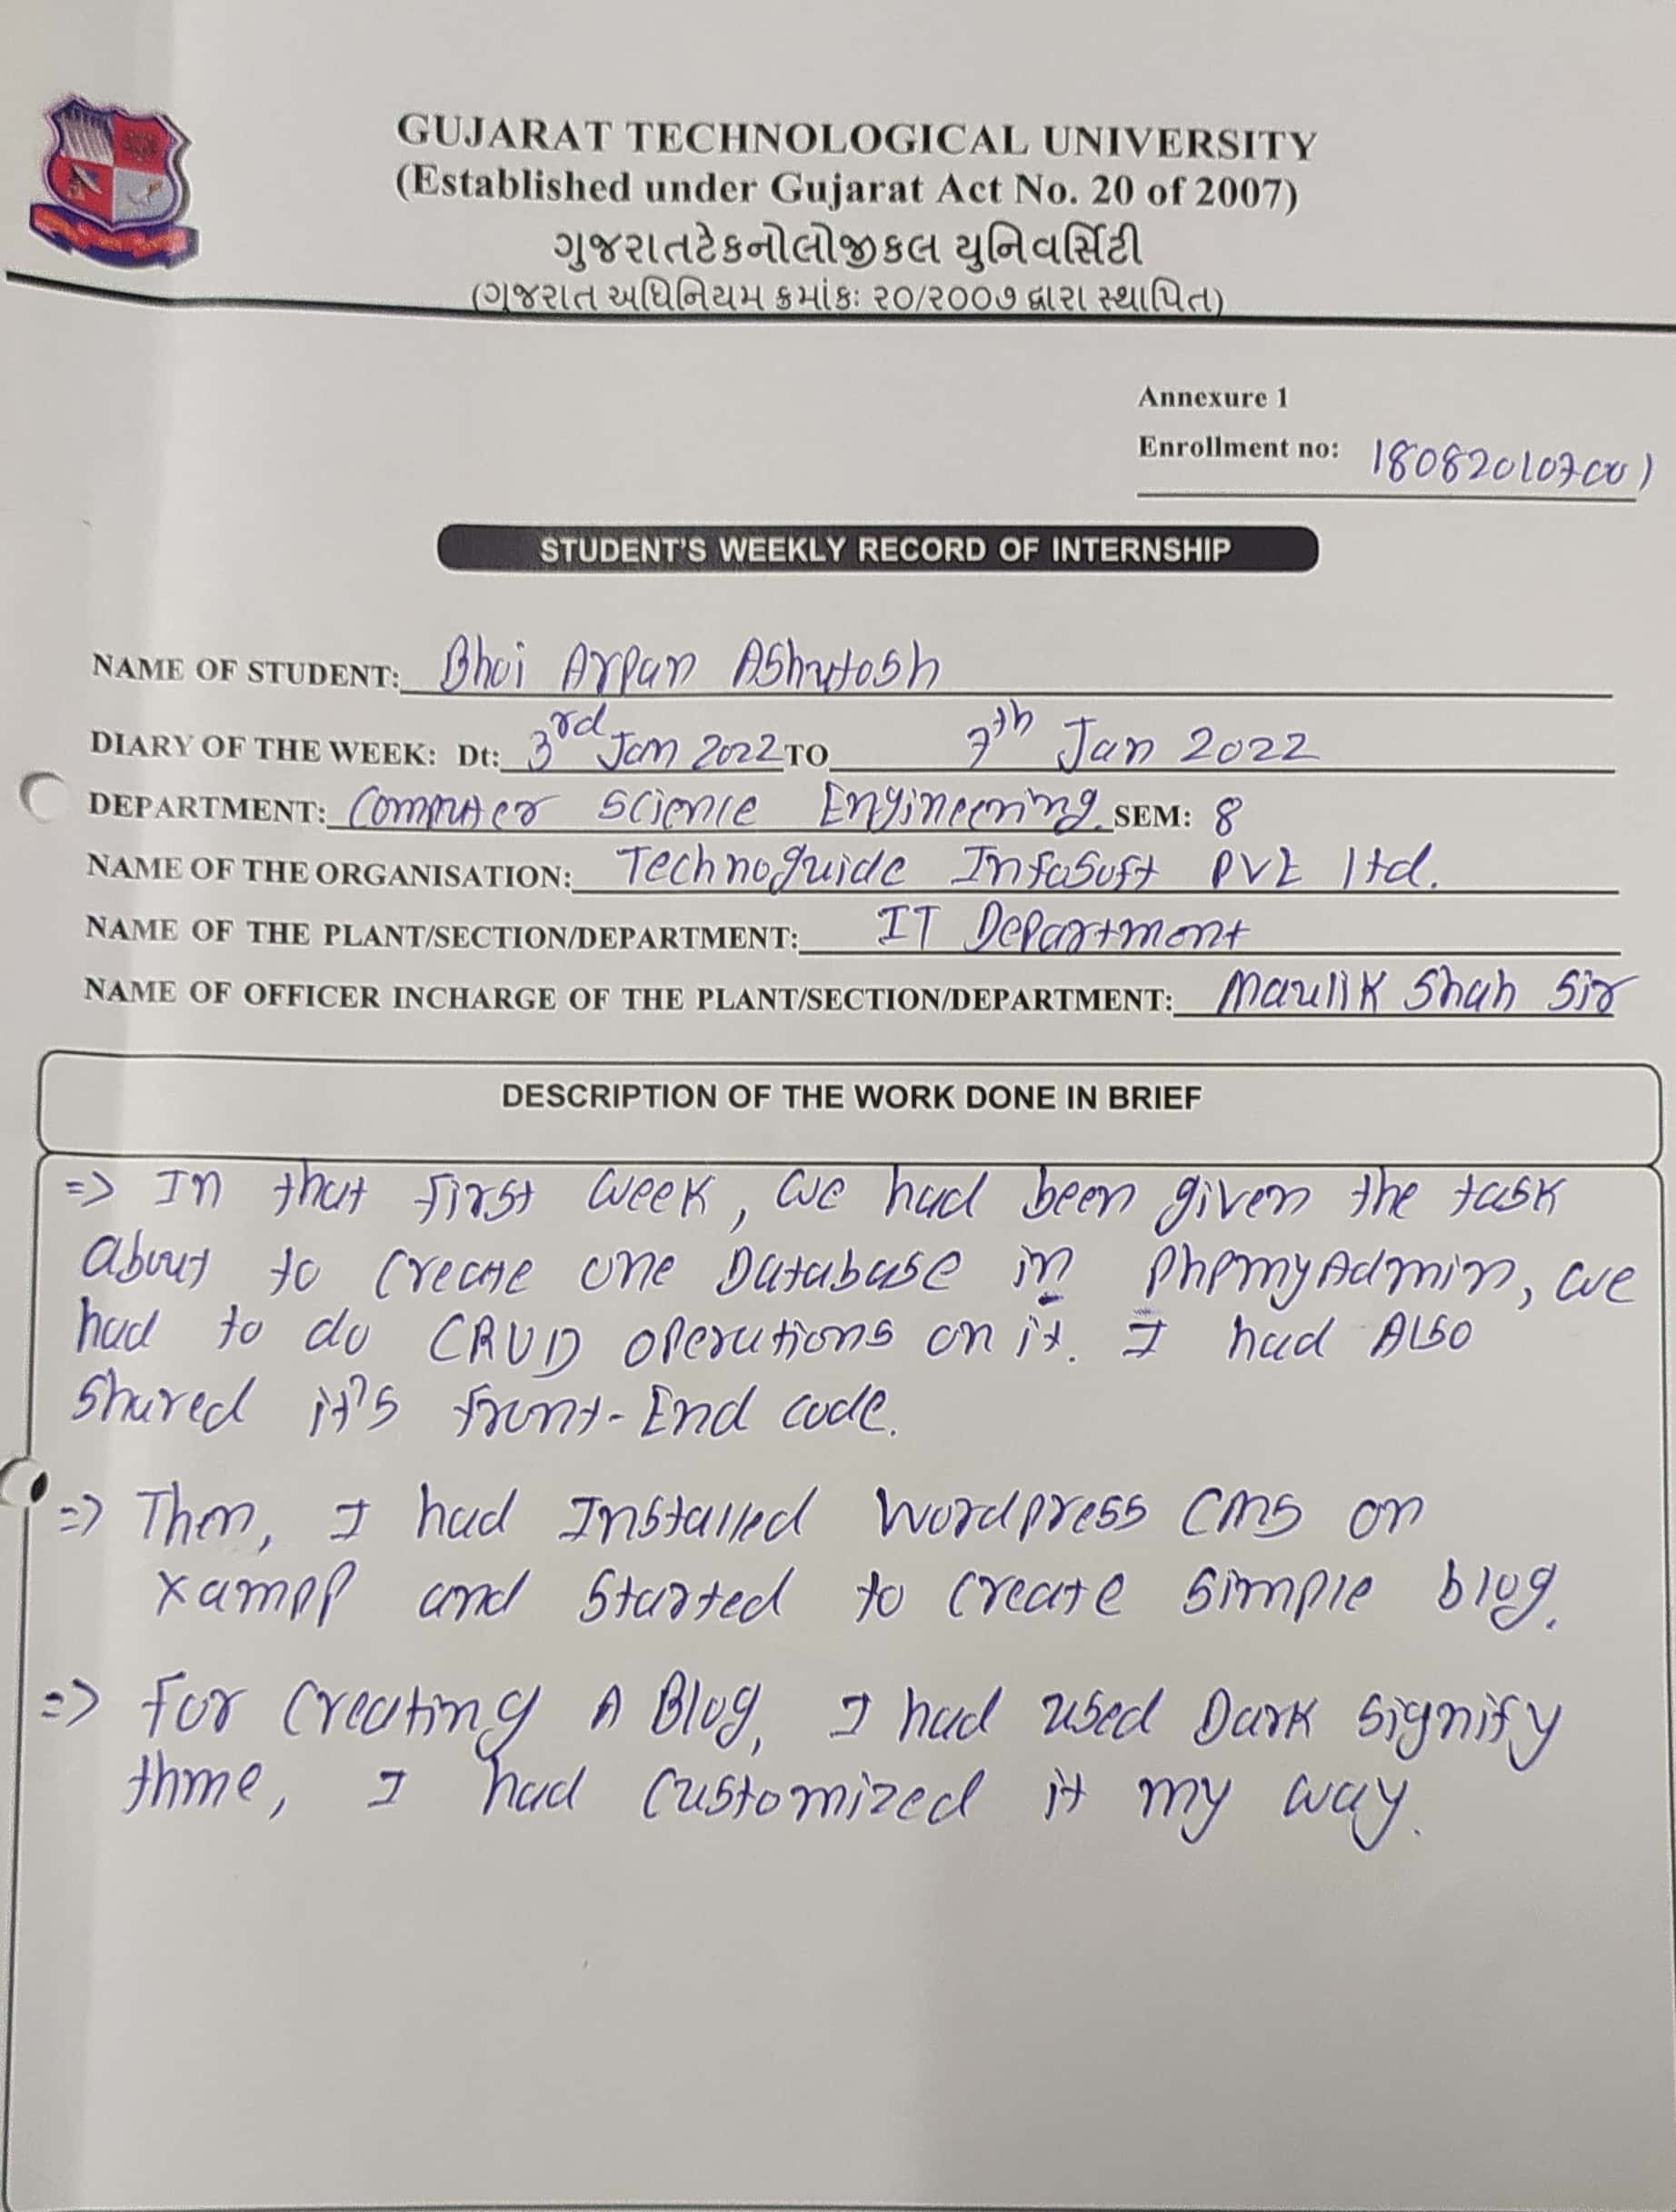 GUJARAT TECHNOLOGICAL UNIVERSITY
(Established under Gujarat Act No. 20 of 2007)
ગુજરાતટેકનોલોજીકલ યુનિવર્સિટી
(ગુજરાત અધિનિયમ ક્રમાંક: ૨૦/૨૦૦૭ દ્વારા સ્થાપિત)
Annexure 1
Enrollment no: 180820107001
STUDENT'S WEEKLY RECORD OF INTERNSHIP
NAME OF STUDENT: Bhoi Arpan Ashutosh
DIARY OF THE WEEK: Dt: 3rd Jan 2022 TO 7th Jan 2022
DEPARTMENT: Computer Science Engineering. SEM: 8
NAME OF THE ORGANISATION: Technoguide InfoSoft Pvt ltd.
NAME OF THE PLANT/SECTION/DEPARTMENT: IT Department
NAME OF OFFICER INCHARGE OF THE PLANT/SECTION/DEPARTMENT: Maulik Shah Sir
DESCRIPTION OF THE WORK DONE IN BRIEF
=> In that first week, we had been given the task
about to create one Database in PhpmyAdmin, we
had to do CRUD operations on it. I had Also
shared it's front-End code.
=> Then, I had Installed Wordpress CMS on
xampp and started to create simple blog.
=> For creating A Blog, I had used Dark Signify
thme, I had customized it my way.